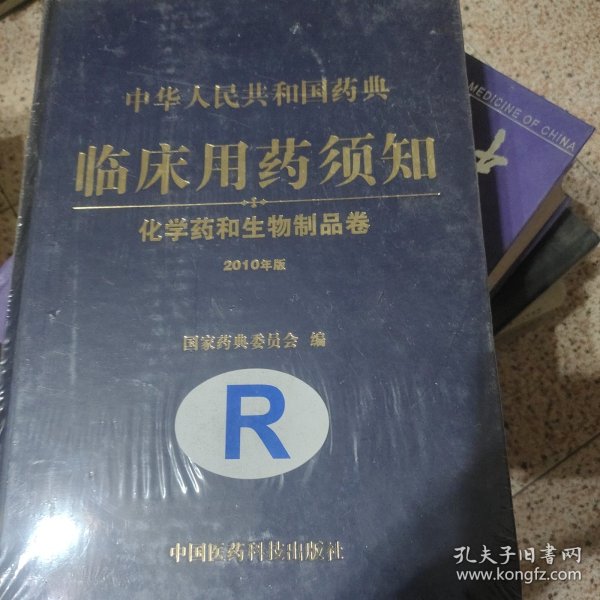 中华人民共和国药典
临床用药须知
化学药和生物制品卷
2010年版
国家药典委员会 编
R
中国医药科技出版社
MEDICINE OF CHINA
孔夫子旧书网
www.kongfz.com